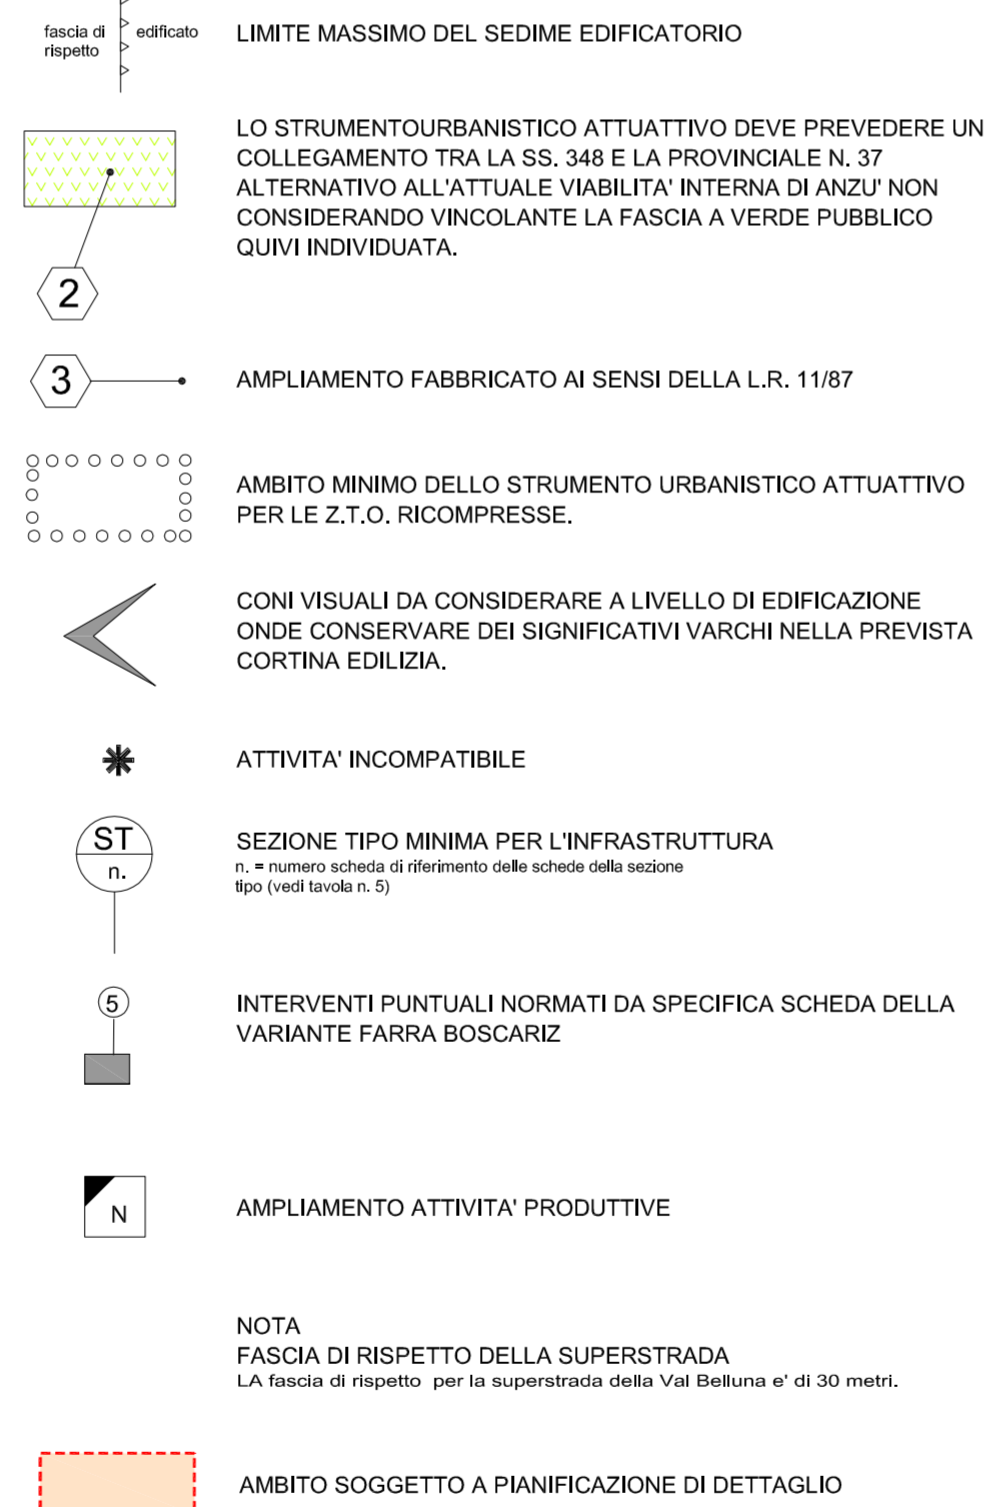 fascia di edificato
rispetto
LIMITE MASSIMO DEL SEDIME EDIFICATORIO
LO STRUMENTOURBANISTICO ATTUATTIVO DEVE PREVEDERE UN
COLLEGAMENTO TRA LA SS. 348 E LA PROVINCIALE N. 37
ALTERNATIVO ALL'ATTUALE VIABILITA' INTERNA DI ANZU' NON
CONSIDERANDO VINCOLANTE LA FASCIA A VERDE PUBBLICO
QUIVI INDIVIDUATA.
2
3
AMPLIAMENTO FABBRICATO AI SENSI DELLA L.R. 11/87
AMBITO MINIMO DELLO STRUMENTO URBANISTICO ATTUATTIVO
PER LE Z.T.O. RICOMPRESSE.
CONI VISUALI DA CONSIDERARE A LIVELLO DI EDIFICAZIONE
ONDE CONSERVARE DEI SIGNIFICATIVI VARCHI NELLA PREVISTA
CORTINA EDILIZIA.
ATTIVITA' INCOMPATIBILE
ST
n.
SEZIONE TIPO MINIMA PER L'INFRASTRUTTURA
n. = numero scheda di riferimento delle schede della sezione
tipo (vedi tavola n. 5)
5
INTERVENTI PUNTUALI NORMATI DA SPECIFICA SCHEDA DELLA
VARIANTE FARRA BOSCARIZ
N
AMPLIAMENTO ATTIVITA' PRODUTTIVE
NOTA
FASCIA DI RISPETTO DELLA SUPERSTRADA
LA fascia di rispetto per la superstrada della Val Belluna e' di 30 metri.
AMBITO SOGGETTO A PIANIFICAZIONE DI DETTAGLIO